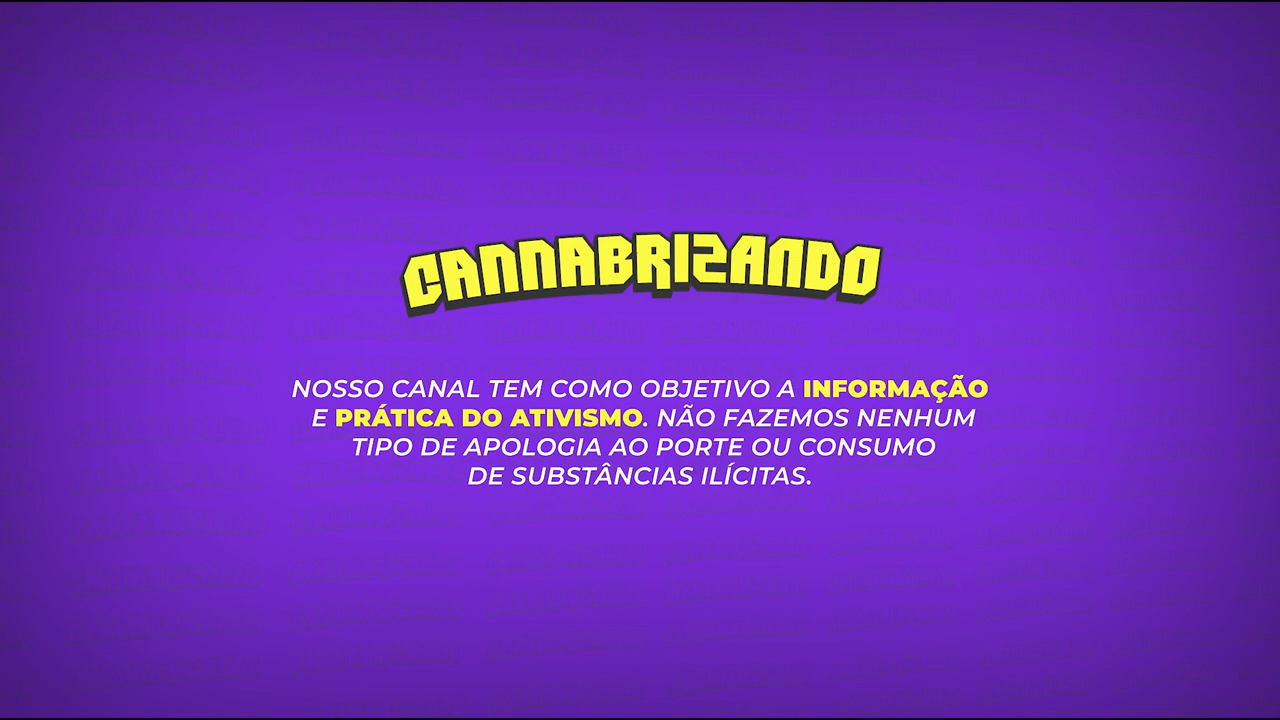 CANNABRIZANDO
NOSSO CANAL TEM COMO OBJETIVO A INFORMAÇÃO
E PRÁTICA DO ATIVISMO. NÃO FAZEMOS NENHUM
TIPO DE APOLOGIA AO PORTE OU CONSUMO
DE SUBSTÂNCIAS ILÍCITAS.